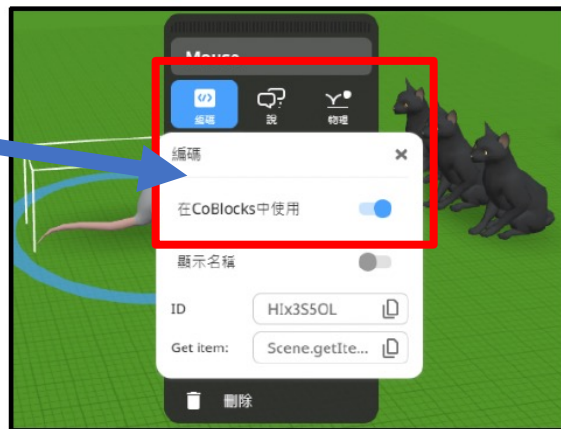 Mouse
編碼
說
物理
編碼
在CoBlocks中使用
顯示名稱
ID
HIx3S5OL
Get item:
Scene.getIte...
刪除